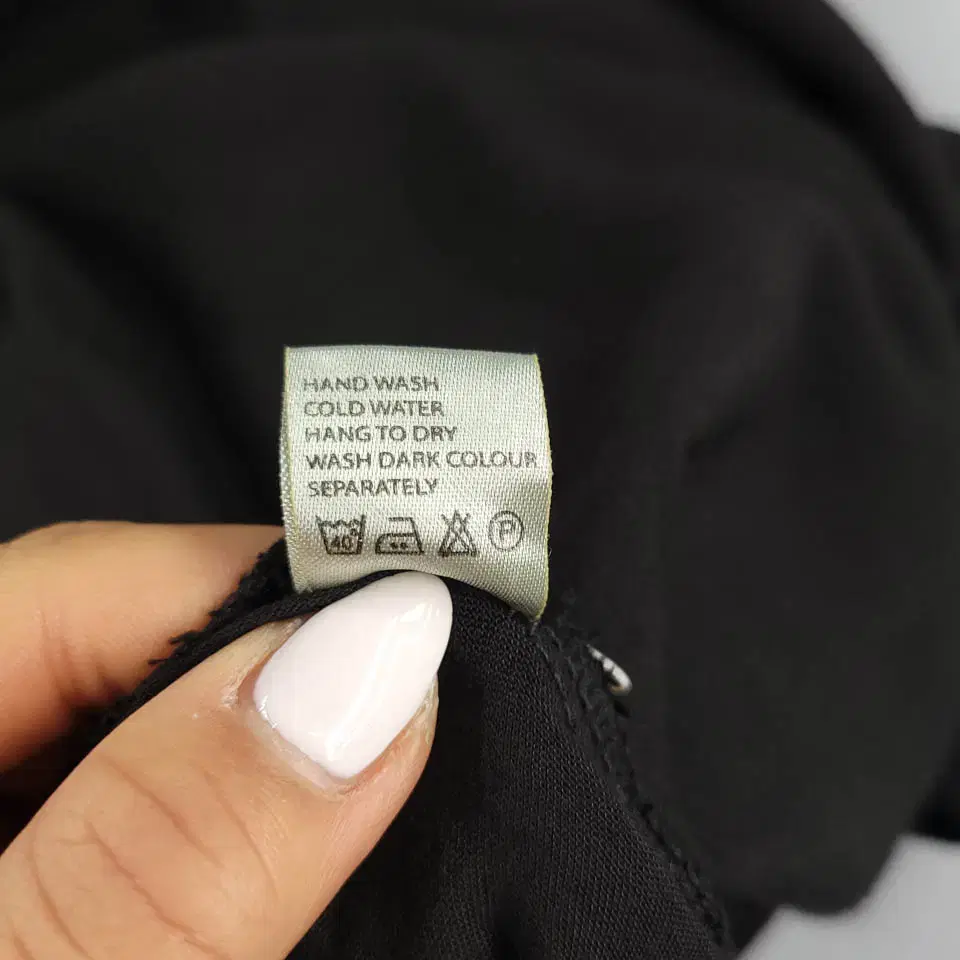 HAND WASH
COLD WATER
HANG TO DRY
WASH DARK COLOUR
SEPARATELY
40° P